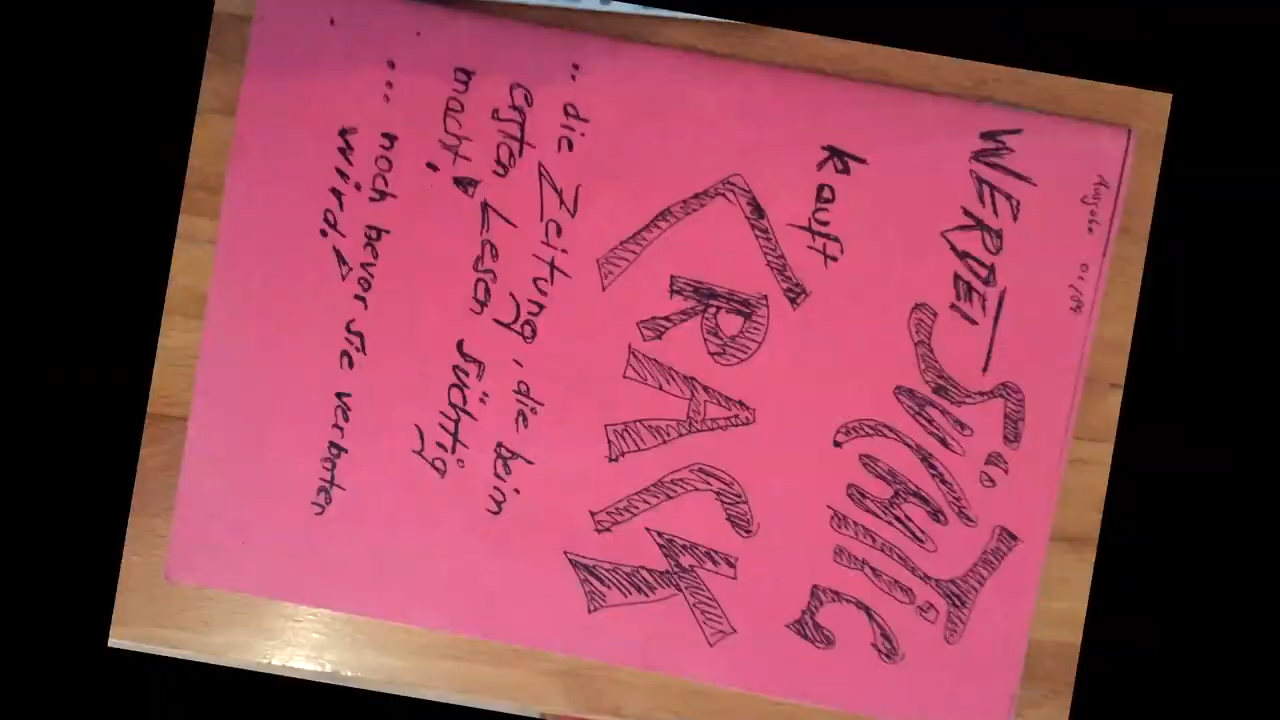 Ausgabe 01/09
WERDET SÜCHTIG
kauft
CRACK
.. die Zeitung, die beim
ersten Lesen süchtig
macht,
... noch bevor sie verboten
wird.